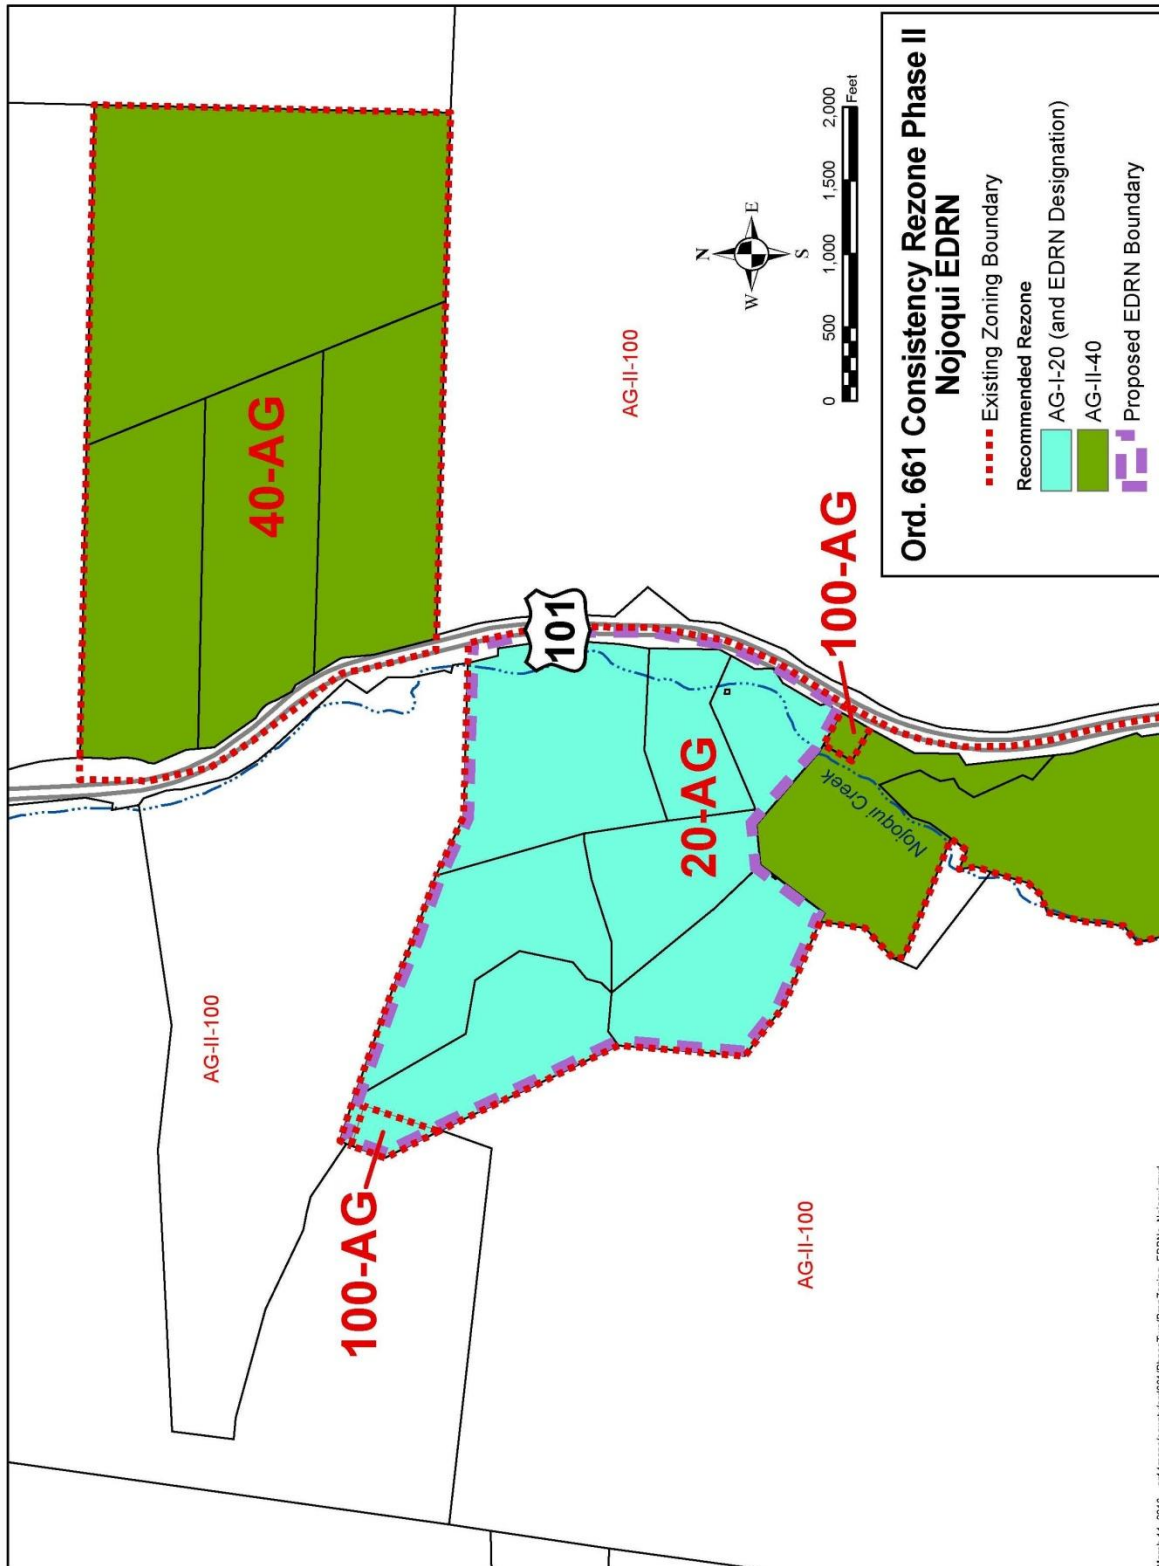 40-AG
AG-II-100
101
100-AG
20-AG
Nojoqui Creek
AG-II-100
100-AG
AG-II-100
N
W
E
S
0 500 1,000 1,500 2,000
Feet
Ord. 661 Consistency Rezone Phase II
Nojoqui EDRN
Existing Zoning Boundary
Recommended Rezone
AG-I-20 (and EDRN Designation)
AG-II-40
Proposed EDRN Boundary